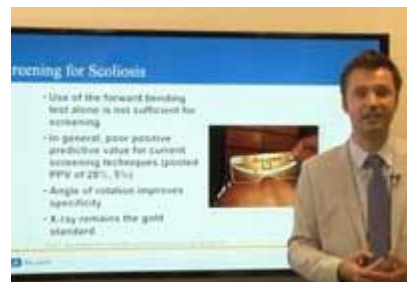 reening for Scoliosis
• Use of the forward bending
test alone is not sufficient for
screening
• In general, poor positive
predictive value for current
screening techniques (pooled
PPV of 28%, 5%)
• Angle of rotation improves
specificity
• X-ray remains the gold
standard